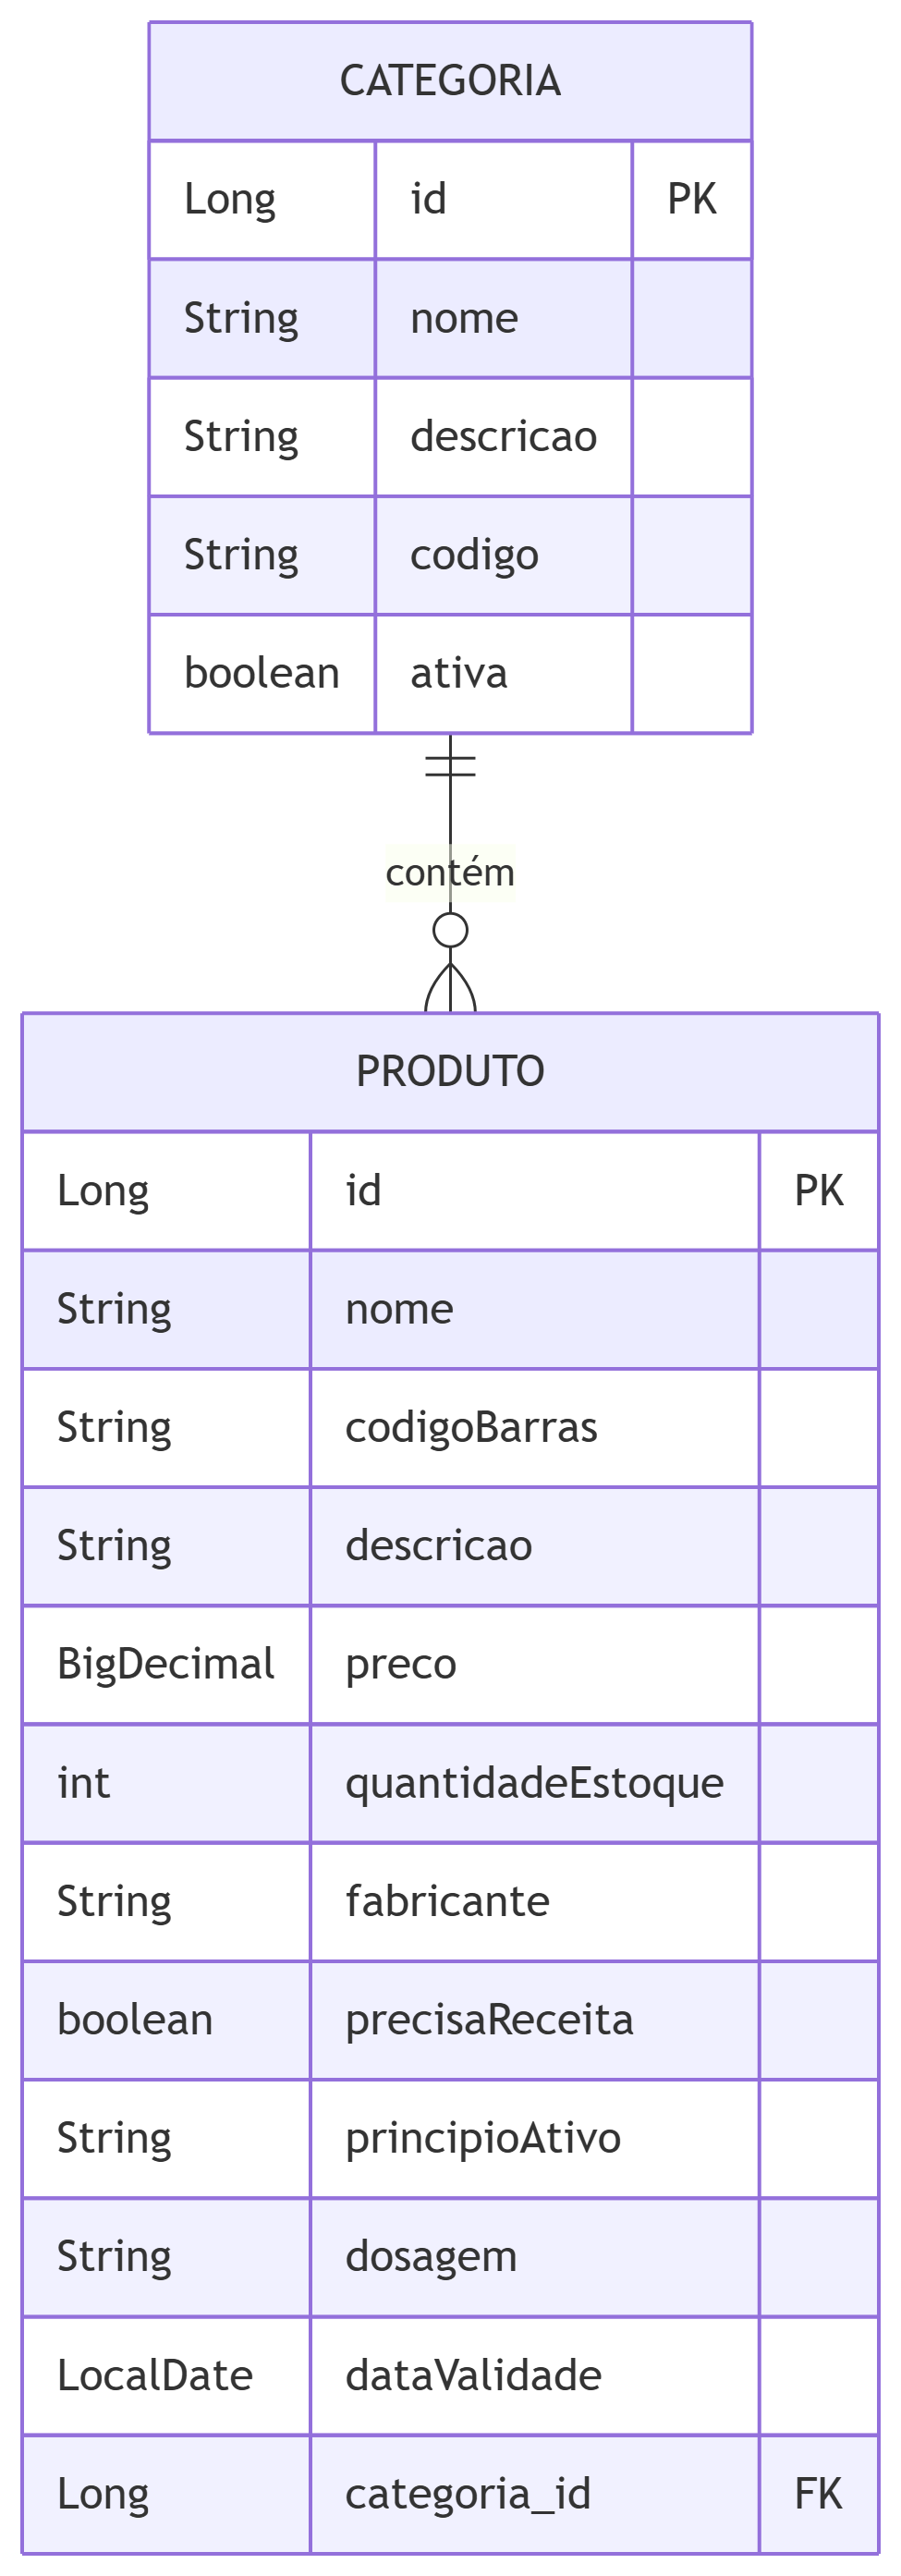 CATEGORIA
Long id PK
String nome
String descricao
String codigo
boolean ativa
contém
PRODUTO
Long id PK
String nome
String codigoBarras
String descricao
BigDecimal preco
int quantidadeEstoque
String fabricante
boolean precisaReceita
String principioAtivo
String dosagem
LocalDate dataValidade
Long categoria_id FK